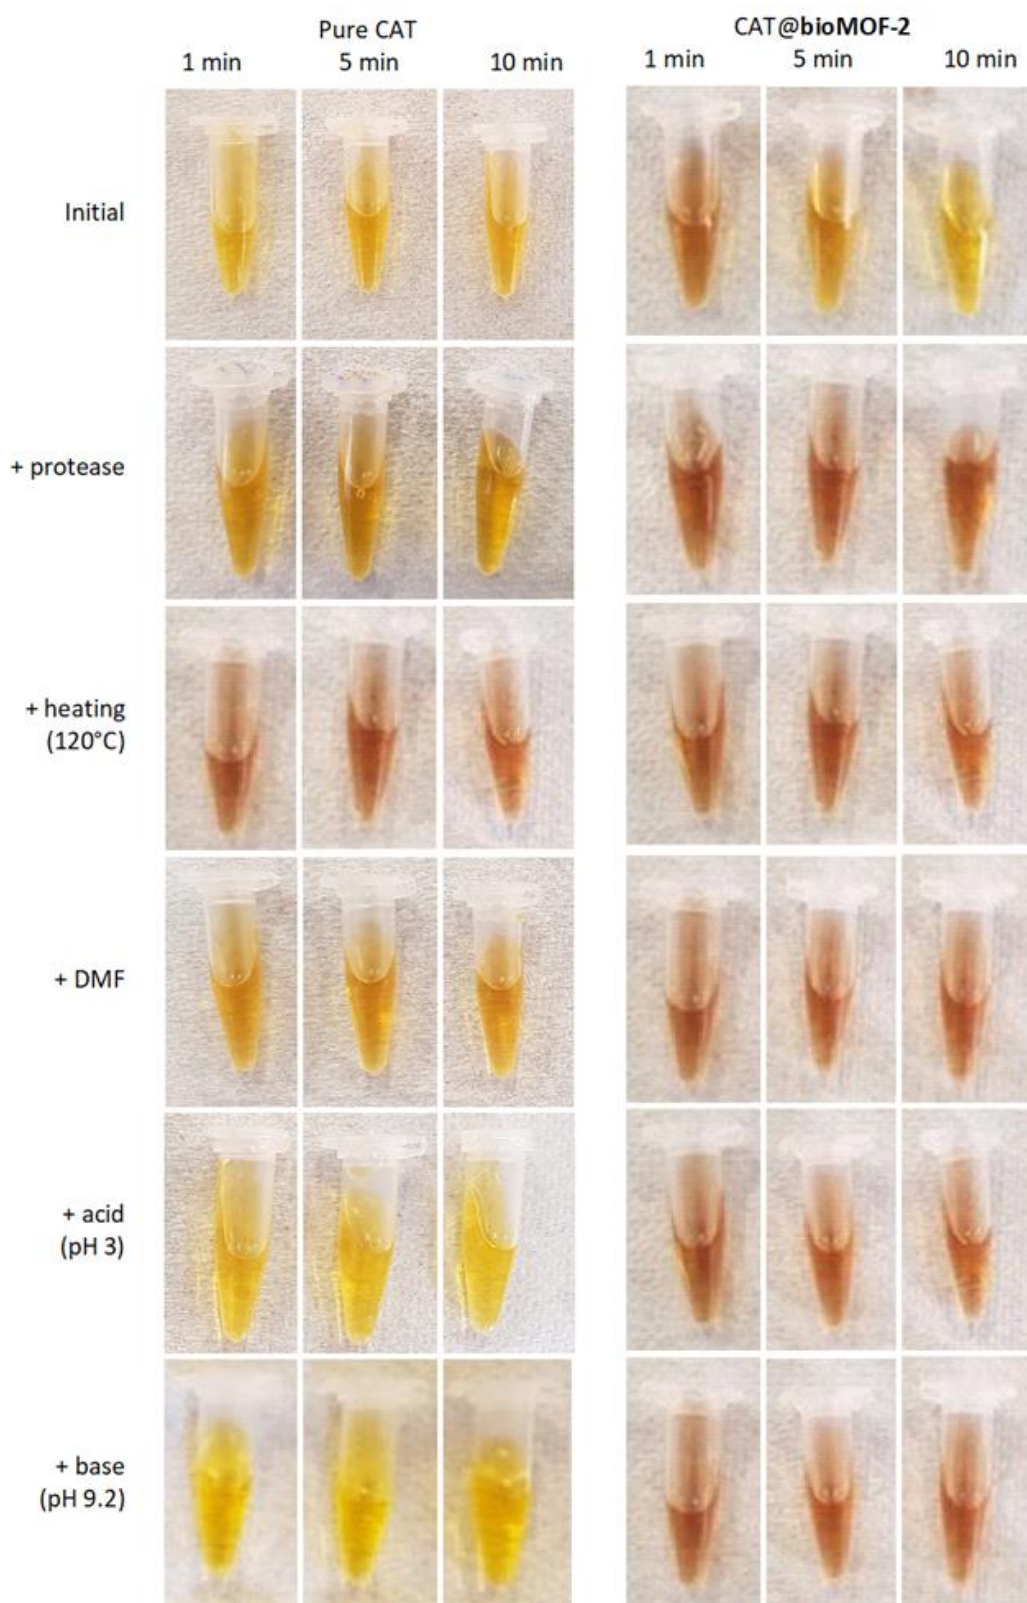 Pure CAT
CAT@bioMOF-2
1 min
5 min
10 min
1 min
5 min
10 min
Initial
+ protease
+ heating
(120°C)
+ DMF
+ acid
(pH 3)
+ base
(pH 9.2)